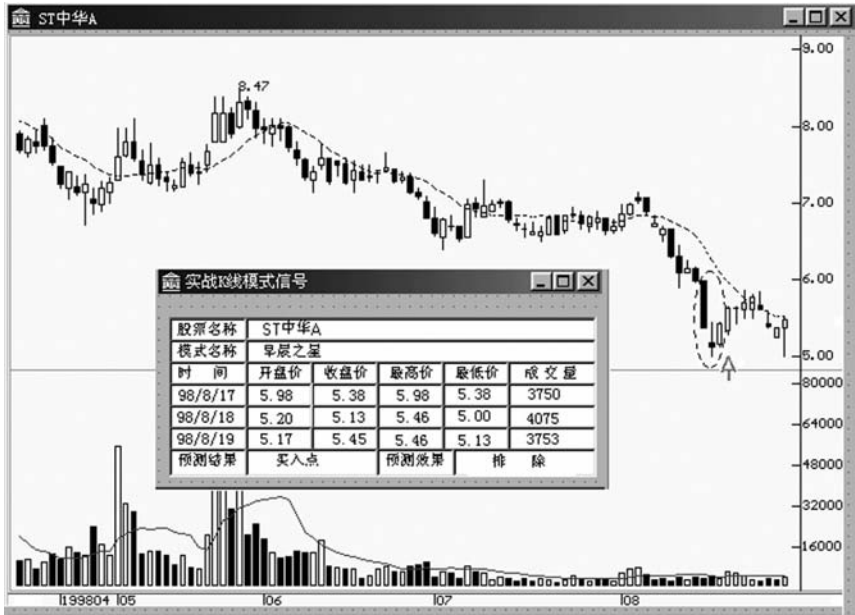 ST中华A
8.47
9.00
8.00
7.00
6.00
5.00
80000
64000
48000
32000
16000
实战K线模式信号
股票名称 ST中华A
模式名称 早晨之星
时 间 开盘价 收盘价 最高价 最低价 成交量
98/8/17 5.98 5.38 5.98 5.38 3750
98/8/18 5.20 5.13 5.46 5.00 4075
98/8/19 5.17 5.45 5.46 5.13 3753
预测结果 买入点 预测效果 排 除
199804 05 06 07 08